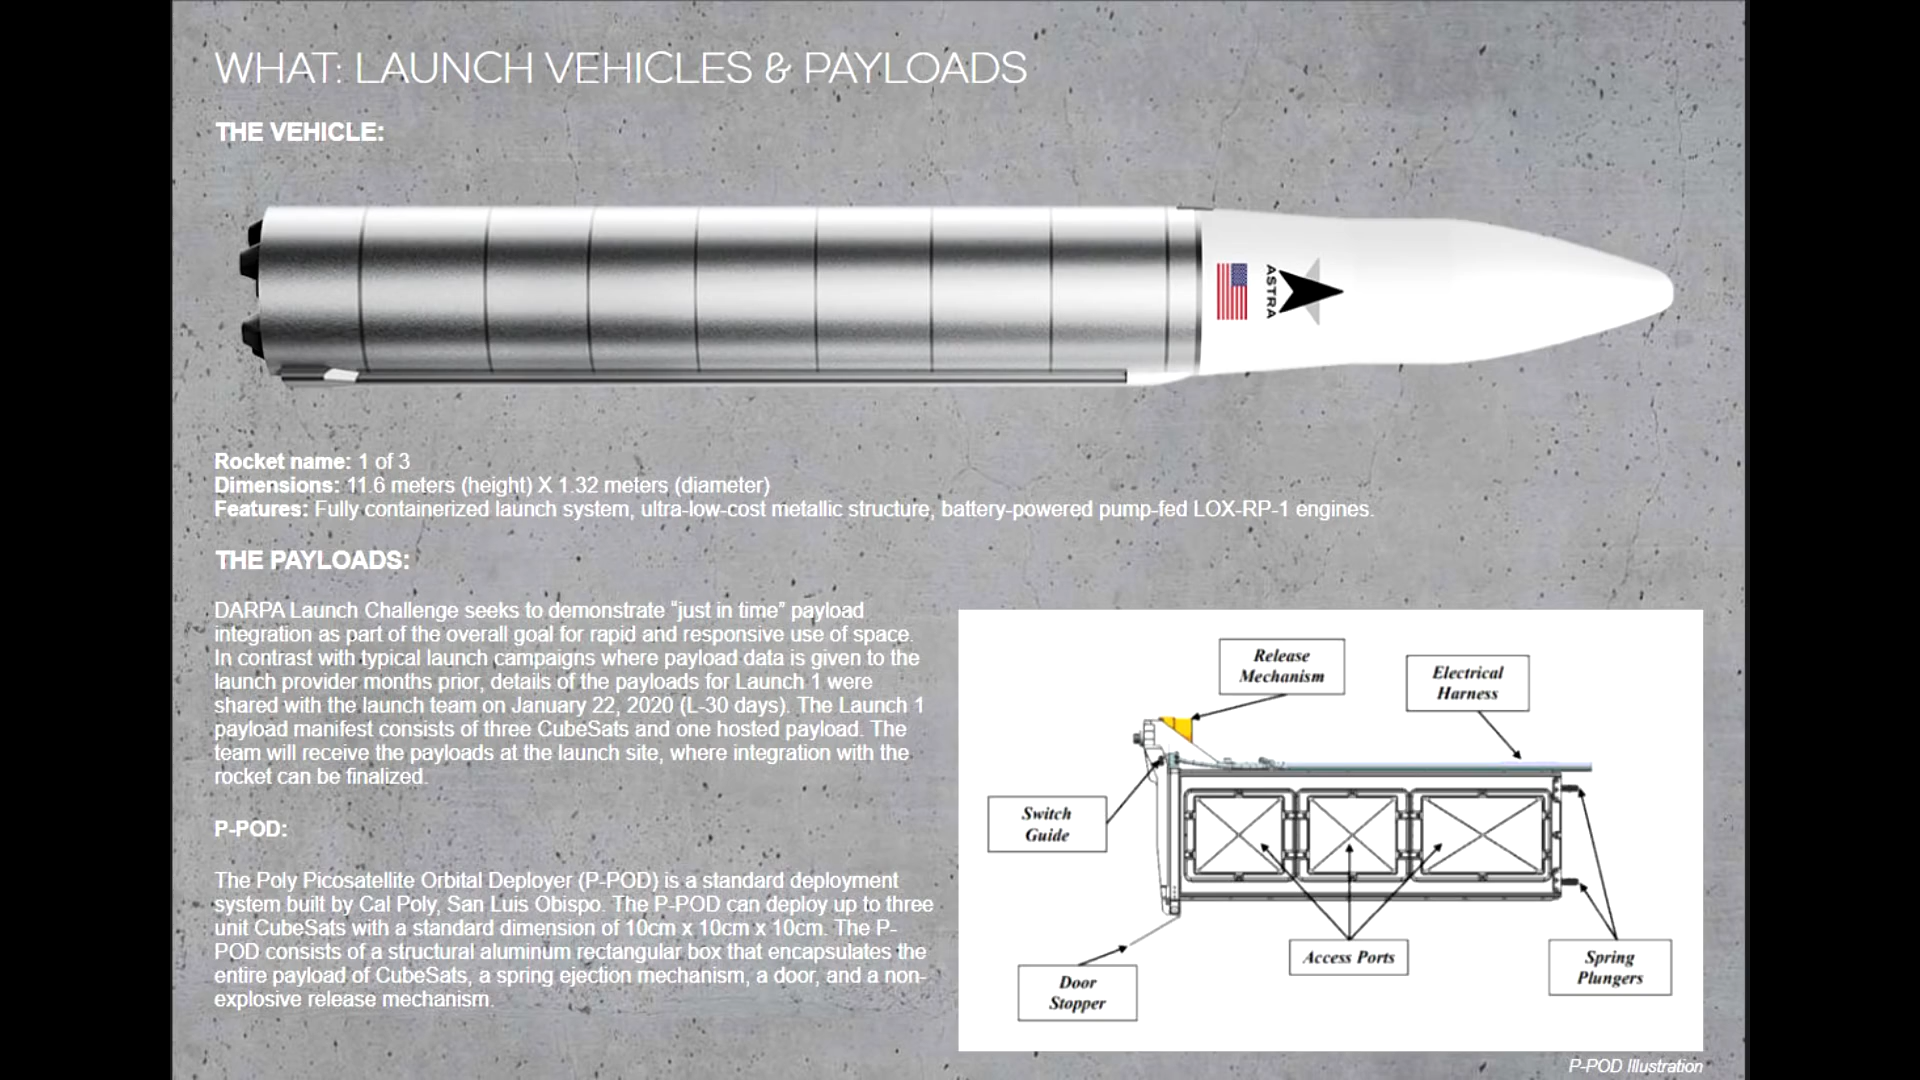 WHAT: LAUNCH VEHICLES & PAYLOADS
THE VEHICLE:
ASTRA
Rocket name: 1 of 3
Dimensions: 11.6 meters (height) X 1.32 meters (diameter)
Features: Fully containerized launch system, ultra-low-cost metallic structure, battery-powered pump-fed LOX-RP-1 engines.
THE PAYLOADS:
DARPA Launch Challenge seeks to demonstrate “just in time” payload
integration as part of the overall goal for rapid and responsive use of space.
In contrast with typical launch campaigns where payload data is given to the
launch provider months prior, details of the payloads for Launch 1 were
shared with the launch team on January 22, 2020 (L-30 days). The Launch 1
payload manifest consists of three CubeSats and one hosted payload. The
team will receive the payloads at the launch site, where integration with the
rocket can be finalized.
P-POD:
The Poly Picosatellite Orbital Deployer (P-POD) is a standard deployment
system built by Cal Poly, San Luis Obispo. The P-POD can deploy up to three
unit CubeSats with a standard dimension of 10cm x 10cm x 10cm. The P-
POD consists of a structural aluminum rectangular box that encapsulates the
entire payload of CubeSats, a spring ejection mechanism, a door, and a non-
explosive release mechanism.
Release
Mechanism
Electrical
Harness
Switch
Guide
Access Ports
Spring
Plungers
Door
Stopper
P-POD Illustration